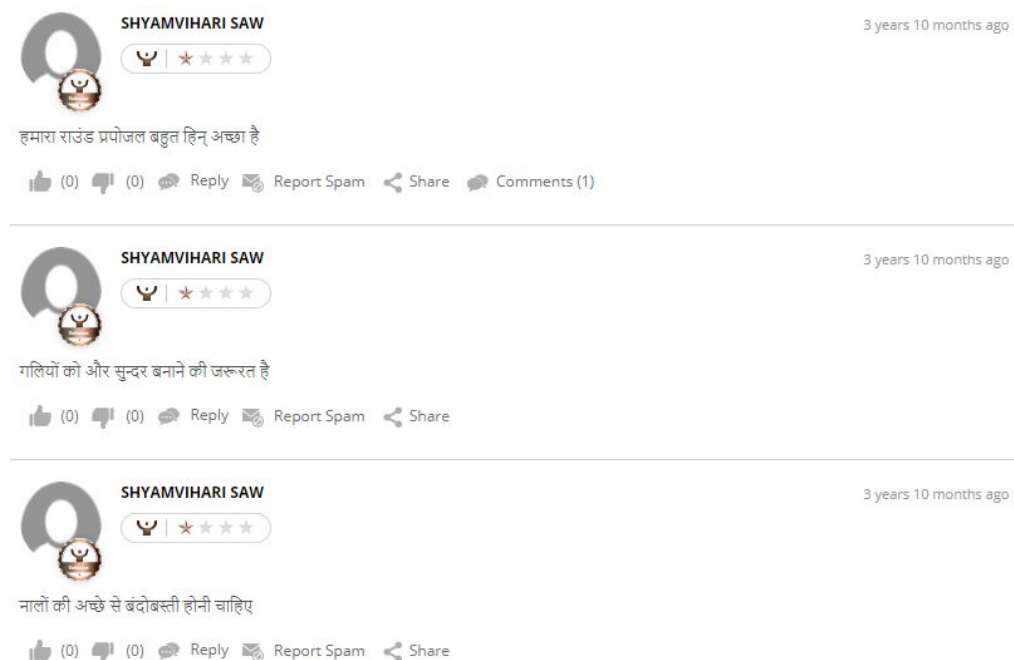 SHYAMVIHARI SAW
3 years 10 months ago
हमारा राउंड प्रपोजल बहुत हिन् अच्छा है
(0) (0) Reply Report Spam Share Comments (1)
SHYAMVIHARI SAW
3 years 10 months ago
गलियों को और सुन्दर बनाने की जरूरत है
(0) (0) Reply Report Spam Share
SHYAMVIHARI SAW
3 years 10 months ago
नालों की अच्छे से बंदोबस्ती होनी चाहिए
(0) (0) Reply Report Spam Share